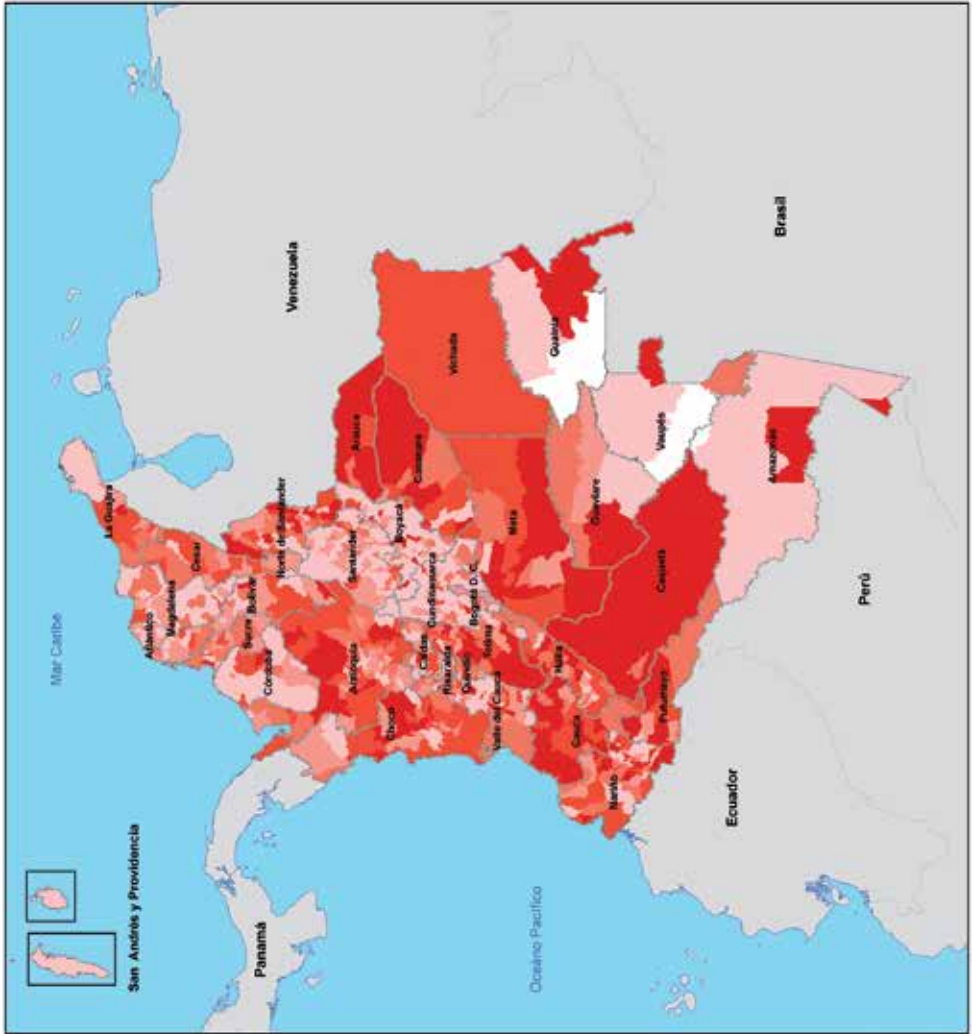 Mar Caribe
San Andrés y Providencia
Panamá
Océano Pacífico
Venezuela
Brasil
Perú
Ecuador
La Guajira
Atlántico
Magdalena
Cesar
Sucre
Bolívar
Córdoba
Norte de Santander
Antioquia
Santander
Arauca
Chocó
Boyacá
Casanare
Caldas
Cundinamarca
Risaralda
Quindío
Bogotá D. C.
Tolima
Vichada
Valle del Cauca
Meta
Huila
Guainía
Cauca
Guaviare
Nariño
Putumayo
Caquetá
Vaupés
Amazonas